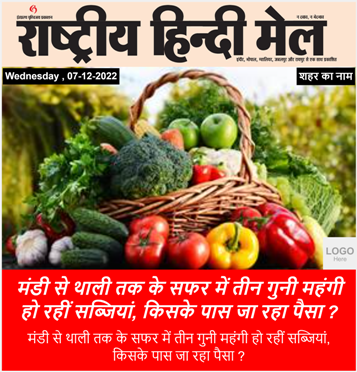 राष्ट्रीय हिन्दी मेल
Wednesday , 07-12-2022
शहर का नाम
LOGO
Here
मंडी से थाली तक के सफर में तीन गुनी महंगी
हो रहीं सब्जियां, किसके पास जा रहा पैसा ?
मंडी से थाली तक के सफर में तीन गुनी महंगी हो रहीं सब्जियां,
किसके पास जा रहा पैसा ?